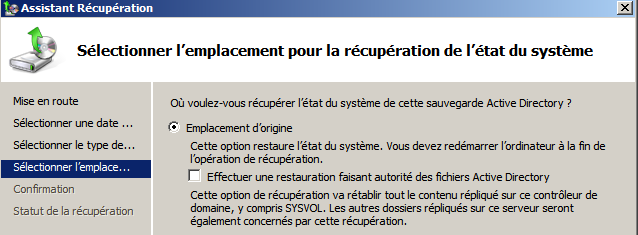 Assistant Récupération
Sélectionner l'emplacement pour la récupération de l'état du système
Mise en route
Sélectionner une date ...
Sélectionner le type de...
Sélectionner l'emplace...
Confirmation
Statut de la récupération
Où voulez-vous récupérer l'état du système de cette sauvegarde Active Directory ?
Emplacement d'origine
Cette option restaure l'état du système. Vous devez redémarrer l'ordinateur à la fin de
l'opération de récupération.
Effectuer une restauration faisant autorité des fichiers Active Directory
Cette option de récupération va rétablir tout le contenu répliqué sur ce contrôleur de
domaine, y compris SYSVOL. Les autres dossiers répliqués sur ce serveur seront
également concernés par cette récupération.